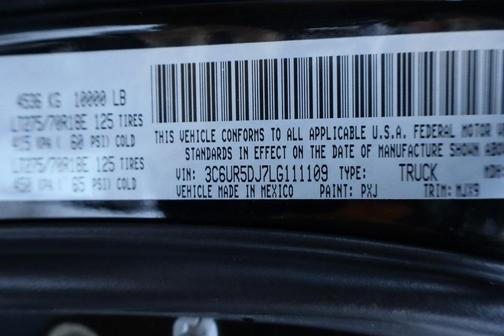 4536 KG 10000 LB
LT275/70R18E 125 TIRES
415 KPA ( 60 PSI) COLD
LT275/70R18E 125 TIRES
450 KPA ( 65 PSI) COLD
THIS VEHICLE CONFORMS TO ALL APPLICABLE U.S.A. FEDERAL MOTOR
STANDARDS IN EFFECT ON THE DATE OF MANUFACTURE SHOWN ABOVE
VIN: 3C6UR5DJ7LG111109 TYPE: TRUCK MDH:
VEHICLE MADE IN MEXICO PAINT: PXJ TRIM: MJX9